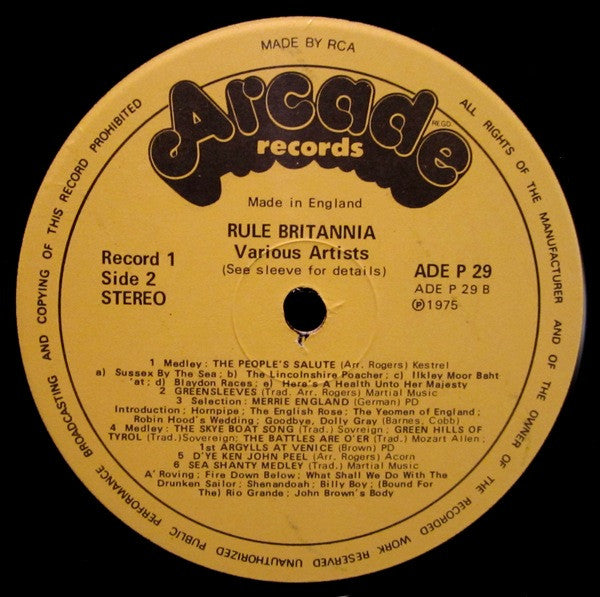 MADE BY RCA
ALL RIGHTS OF THE MANUFACTURER AND OF THE OWNER OF THE RECORDED WORK RESERVED UNAUTHORIZED PUBLIC PERFORMANCE BROADCASTING AND COPYING OF THIS RECORD PROHIBITED
Arcade
REGD.
records
Made in England
RULE BRITANNIA
Various Artists
(See sleeve for details)
Record 1
Side 2
STEREO
ADE P 29
ADE P 29 B
Ⓟ1975
1 Medley: THE PEOPLE'S SALUTE (Arr. Rogers) Kestrel
a) Sussex By The Sea; b) The Lincolnshire Poacher; c) Ilkley Moor Baht
'at; d) Blaydon Races; e) Here's A Health Unto Her Majesty
2 GREENSLEEVES (Trad. Arr. Rogers) Martial Music
3 Selection: MERRIE ENGLAND (German) PD
Introduction; Hornpipe; The English Rose; The Yeomen of England;
Robin Hood's Wedding; Goodbye, Dolly Gray (Barnes, Cobb)
4 Medley: THE SKYE BOAT SONG (Trad.) Sovreign; GREEN HILLS OF
TYROL (Trad.)Sovereign; THE BATTLES ARE O'ER (Trad.) Mozart Allen;
1st ARGYLLS AT VENICE (Brown) PD
5 D'YE KEN JOHN PEEL (Arr. Rogers) Acorn
6 SEA SHANTY MEDLEY (Trad.) Martial Music
A' Roving; Fire Down Below; What Shall We Do With The
Drunken Sailor; Shenandoah; Billy Boy; (Bound For
The) Rio Grande; John Brown's Body